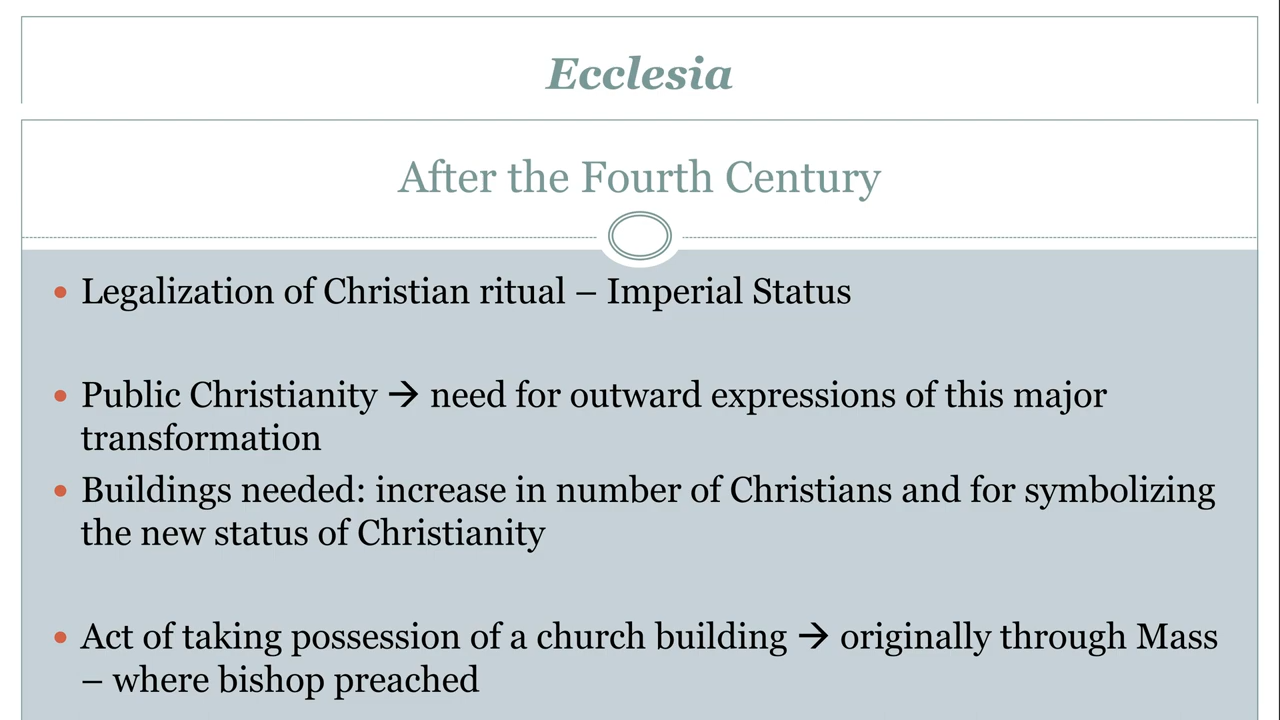 Ecclesia
After the Fourth Century
• Legalization of Christian ritual – Imperial Status
• Public Christianity → need for outward expressions of this major
transformation
• Buildings needed: increase in number of Christians and for symbolizing
the new status of Christianity
• Act of taking possession of a church building → originally through Mass
– where bishop preached